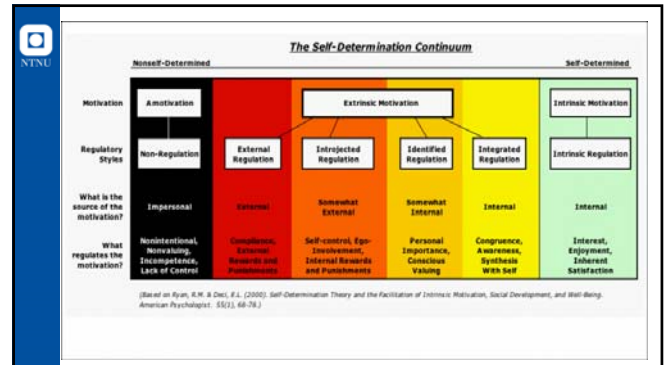 NTNU
The Self-Determination Continuum
Nonself-Determined Self-Determined
Motivation Amotivation Extrinsic Motivation Intrinsic Motivation
Regulatory
Styles
Non-Regulation
External
Regulation
Introjected
Regulation
Identified
Regulation
Integrated
Regulation
Intrinsic Regulation
What is the
source of the
motivation?
Impersonal
External
Somewhat
External
Somewhat
Internal
Internal
Internal
What
regulates the
motivation?
Nonintentional,
Nonvaluing,
Incompetence,
Lack of Control
Compliance,
External
Rewards and
Punishments
Self-control, Ego-
Involvement,
Internal Rewards
and Punishments
Personal
Importance,
Conscious
Valuing
Congruence,
Awareness,
Synthesis
With Self
Interest,
Enjoyment,
Inherent
Satisfaction
(Based on Ryan, R.M. & Deci, E.L. (2000). Self-Determination Theory and the Facilitation of Intrinsic Motivation, Social Development, and Well-Being.
American Psychologist. 55(1), 68-78.)